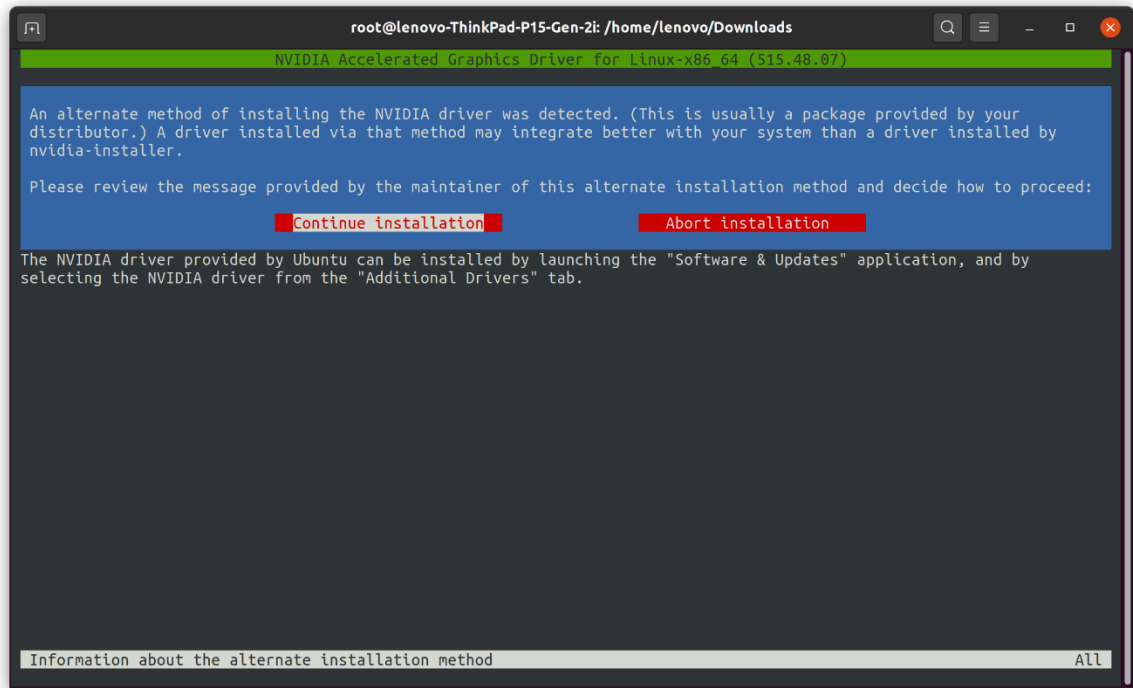 root@lenovo-ThinkPad-P15-Gen-2i: /home/lenovo/Downloads
NVIDIA Accelerated Graphics Driver for Linux-x86_64 (515.48.07)
An alternate method of installing the NVIDIA driver was detected. (This is usually a package provided by your
distributor.) A driver installed via that method may integrate better with your system than a driver installed by
nvidia-installer.
Please review the message provided by the maintainer of this alternate installation method and decide how to proceed:
Continue installation Abort installation
The NVIDIA driver provided by Ubuntu can be installed by launching the "Software & Updates" application, and by
selecting the NVIDIA driver from the "Additional Drivers" tab.
Information about the alternate installation method All